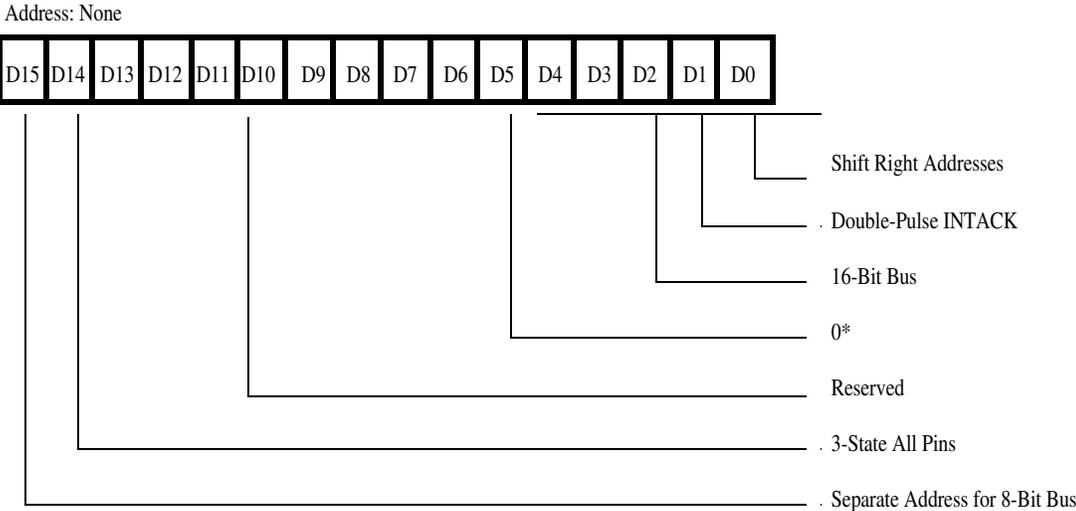 Address: None
D15 D14 D13 D12 D11 D10 D9 D8 D7 D6 D5 D4 D3 D2 D1 D0
Shift Right Addresses
Double-Pulse INTACK
16-Bit Bus
0*
Reserved
3-State All Pins
Separate Address for 8-Bit Bus